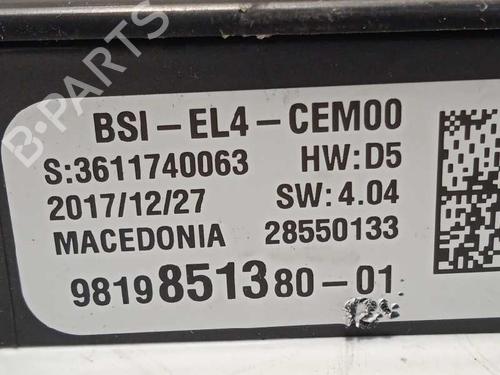 BSI-EL4-CEM00
S:3611740063 HW:D5
2017/12/27 SW:4.04
MACEDONIA 28550133
9819851380-01
B-Parts